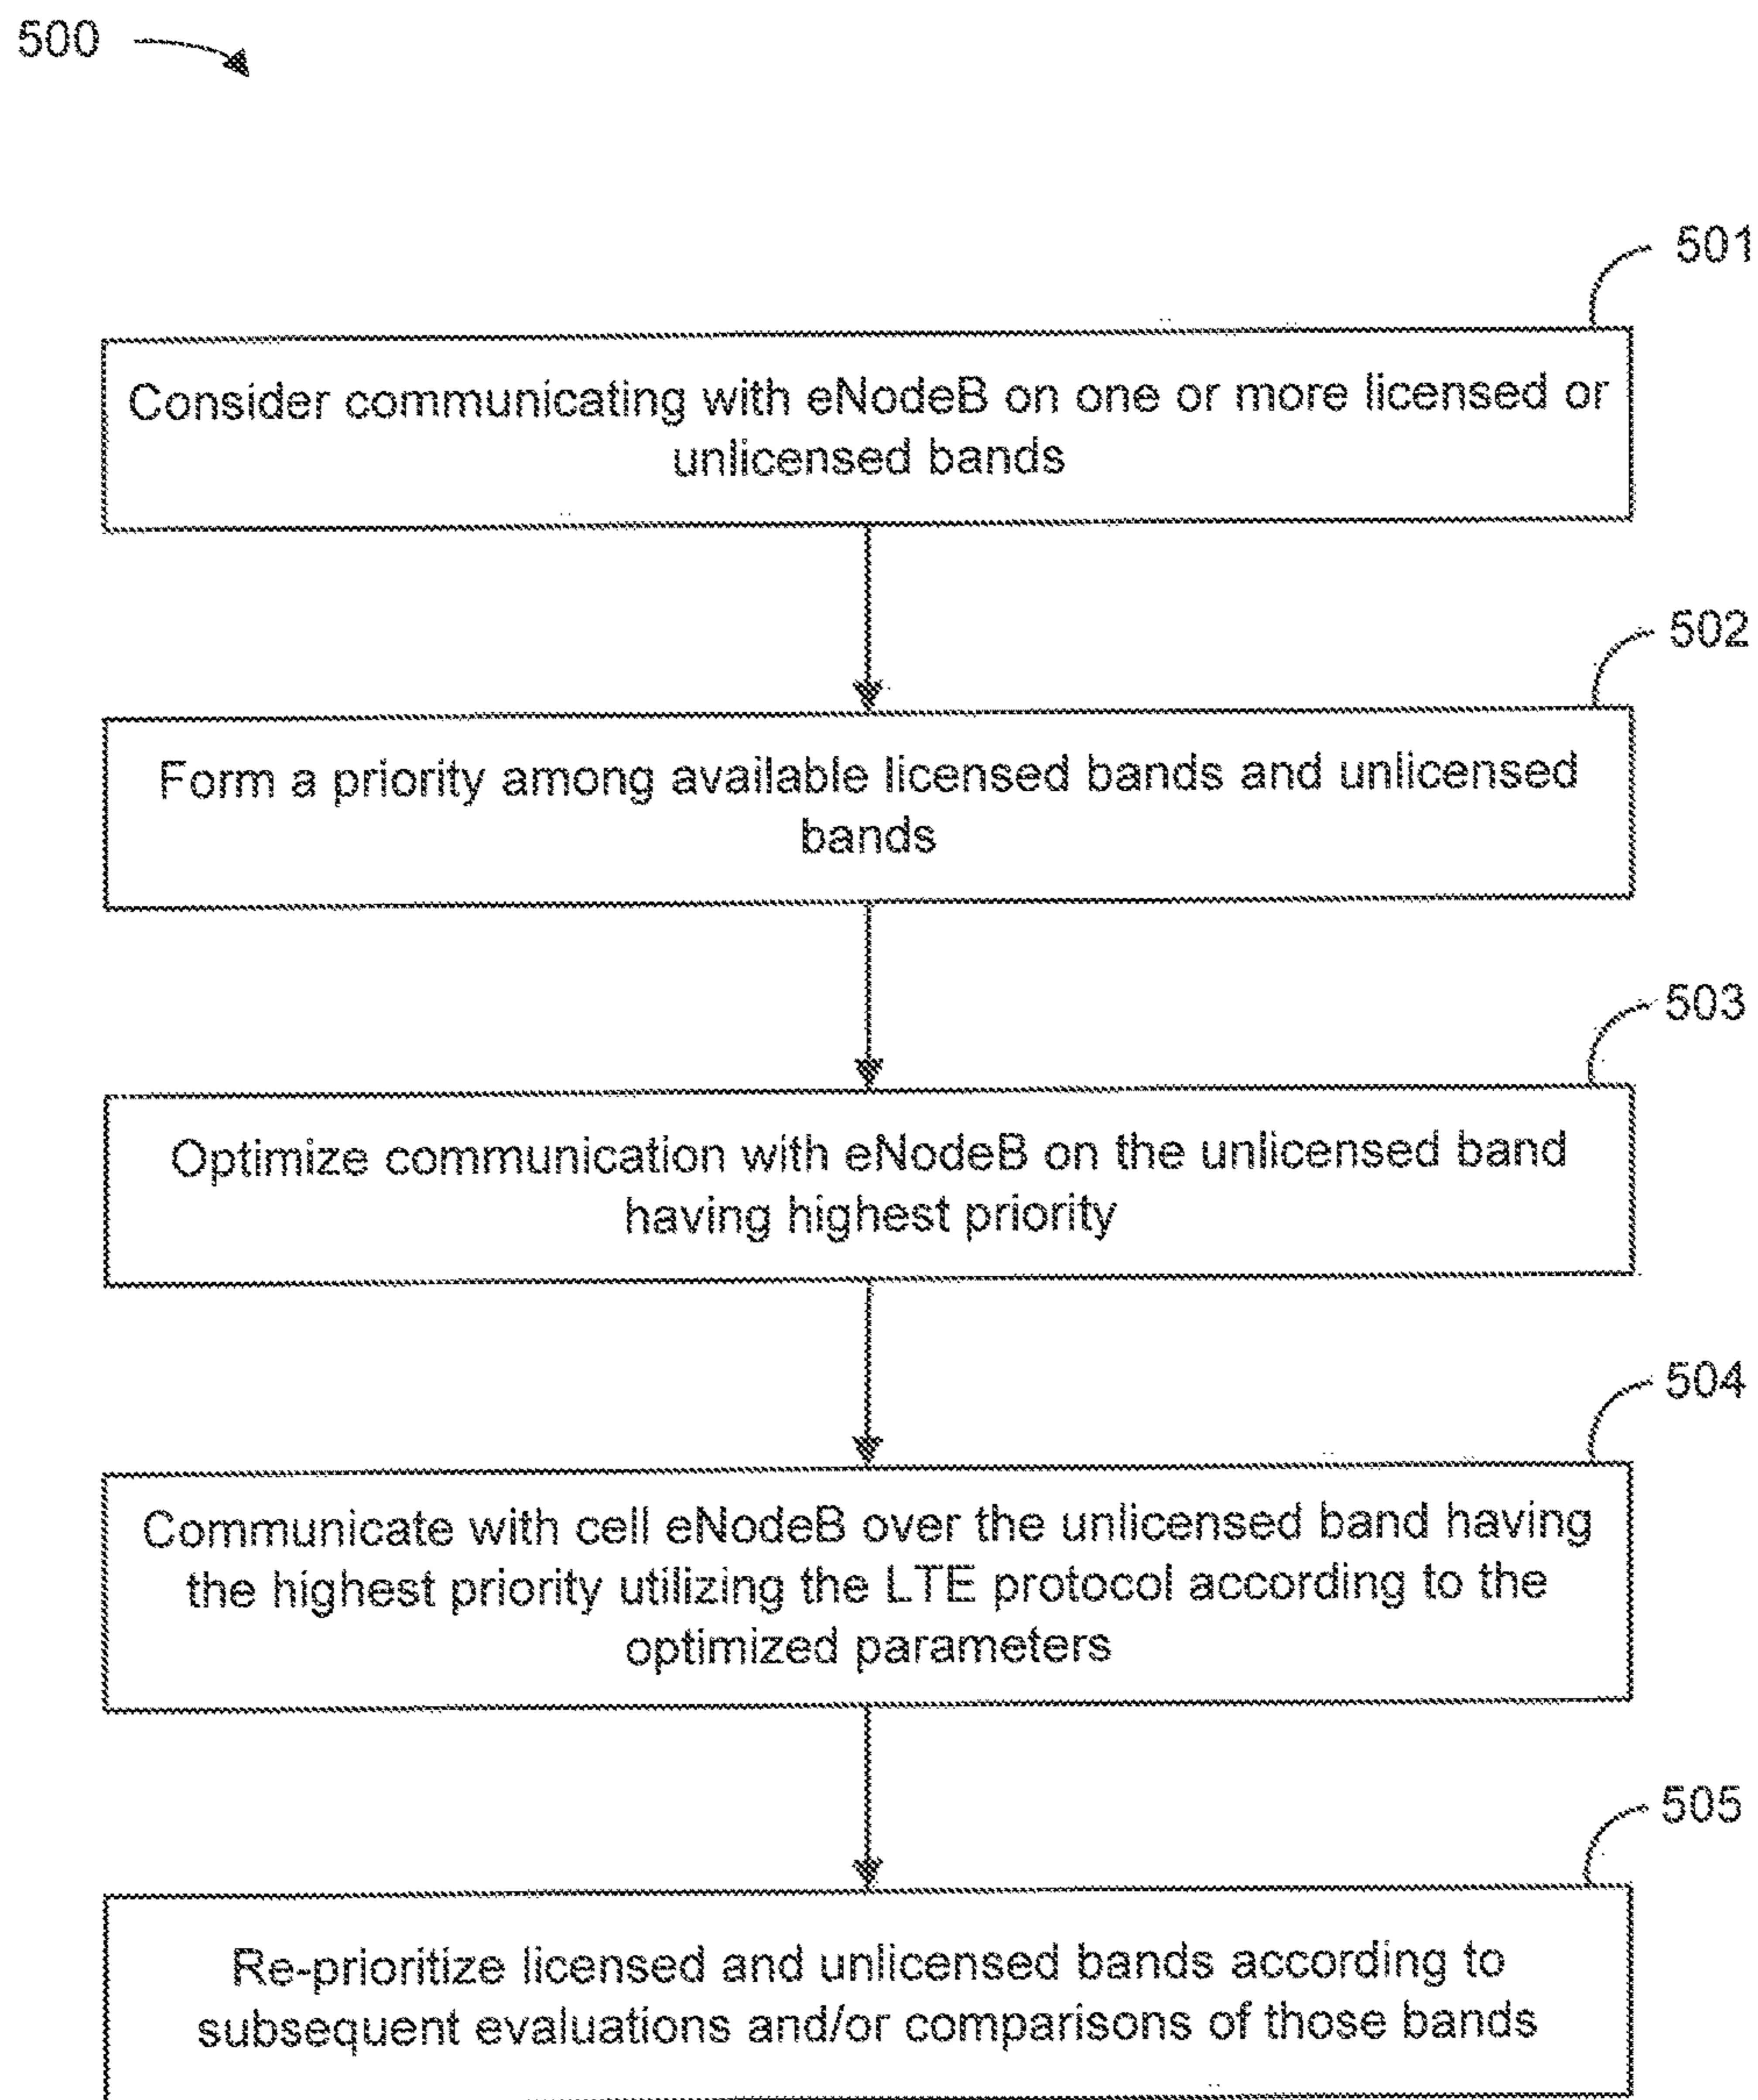 500
501
Consider communicating with eNodeB on one or more licensed or
unlicensed bands
502
Form a priority among available licensed bands and unlicensed
bands
503
Optimize communication with eNodeB on the unlicensed band
having highest priority
504
Communicate with cell eNodeB over the unlicensed band having
the highest priority utilizing the LTE protocol according to the
optimized parameters
505
Re-prioritize licensed and unlicensed bands according to
subsequent evaluations and/or comparisons of those bands